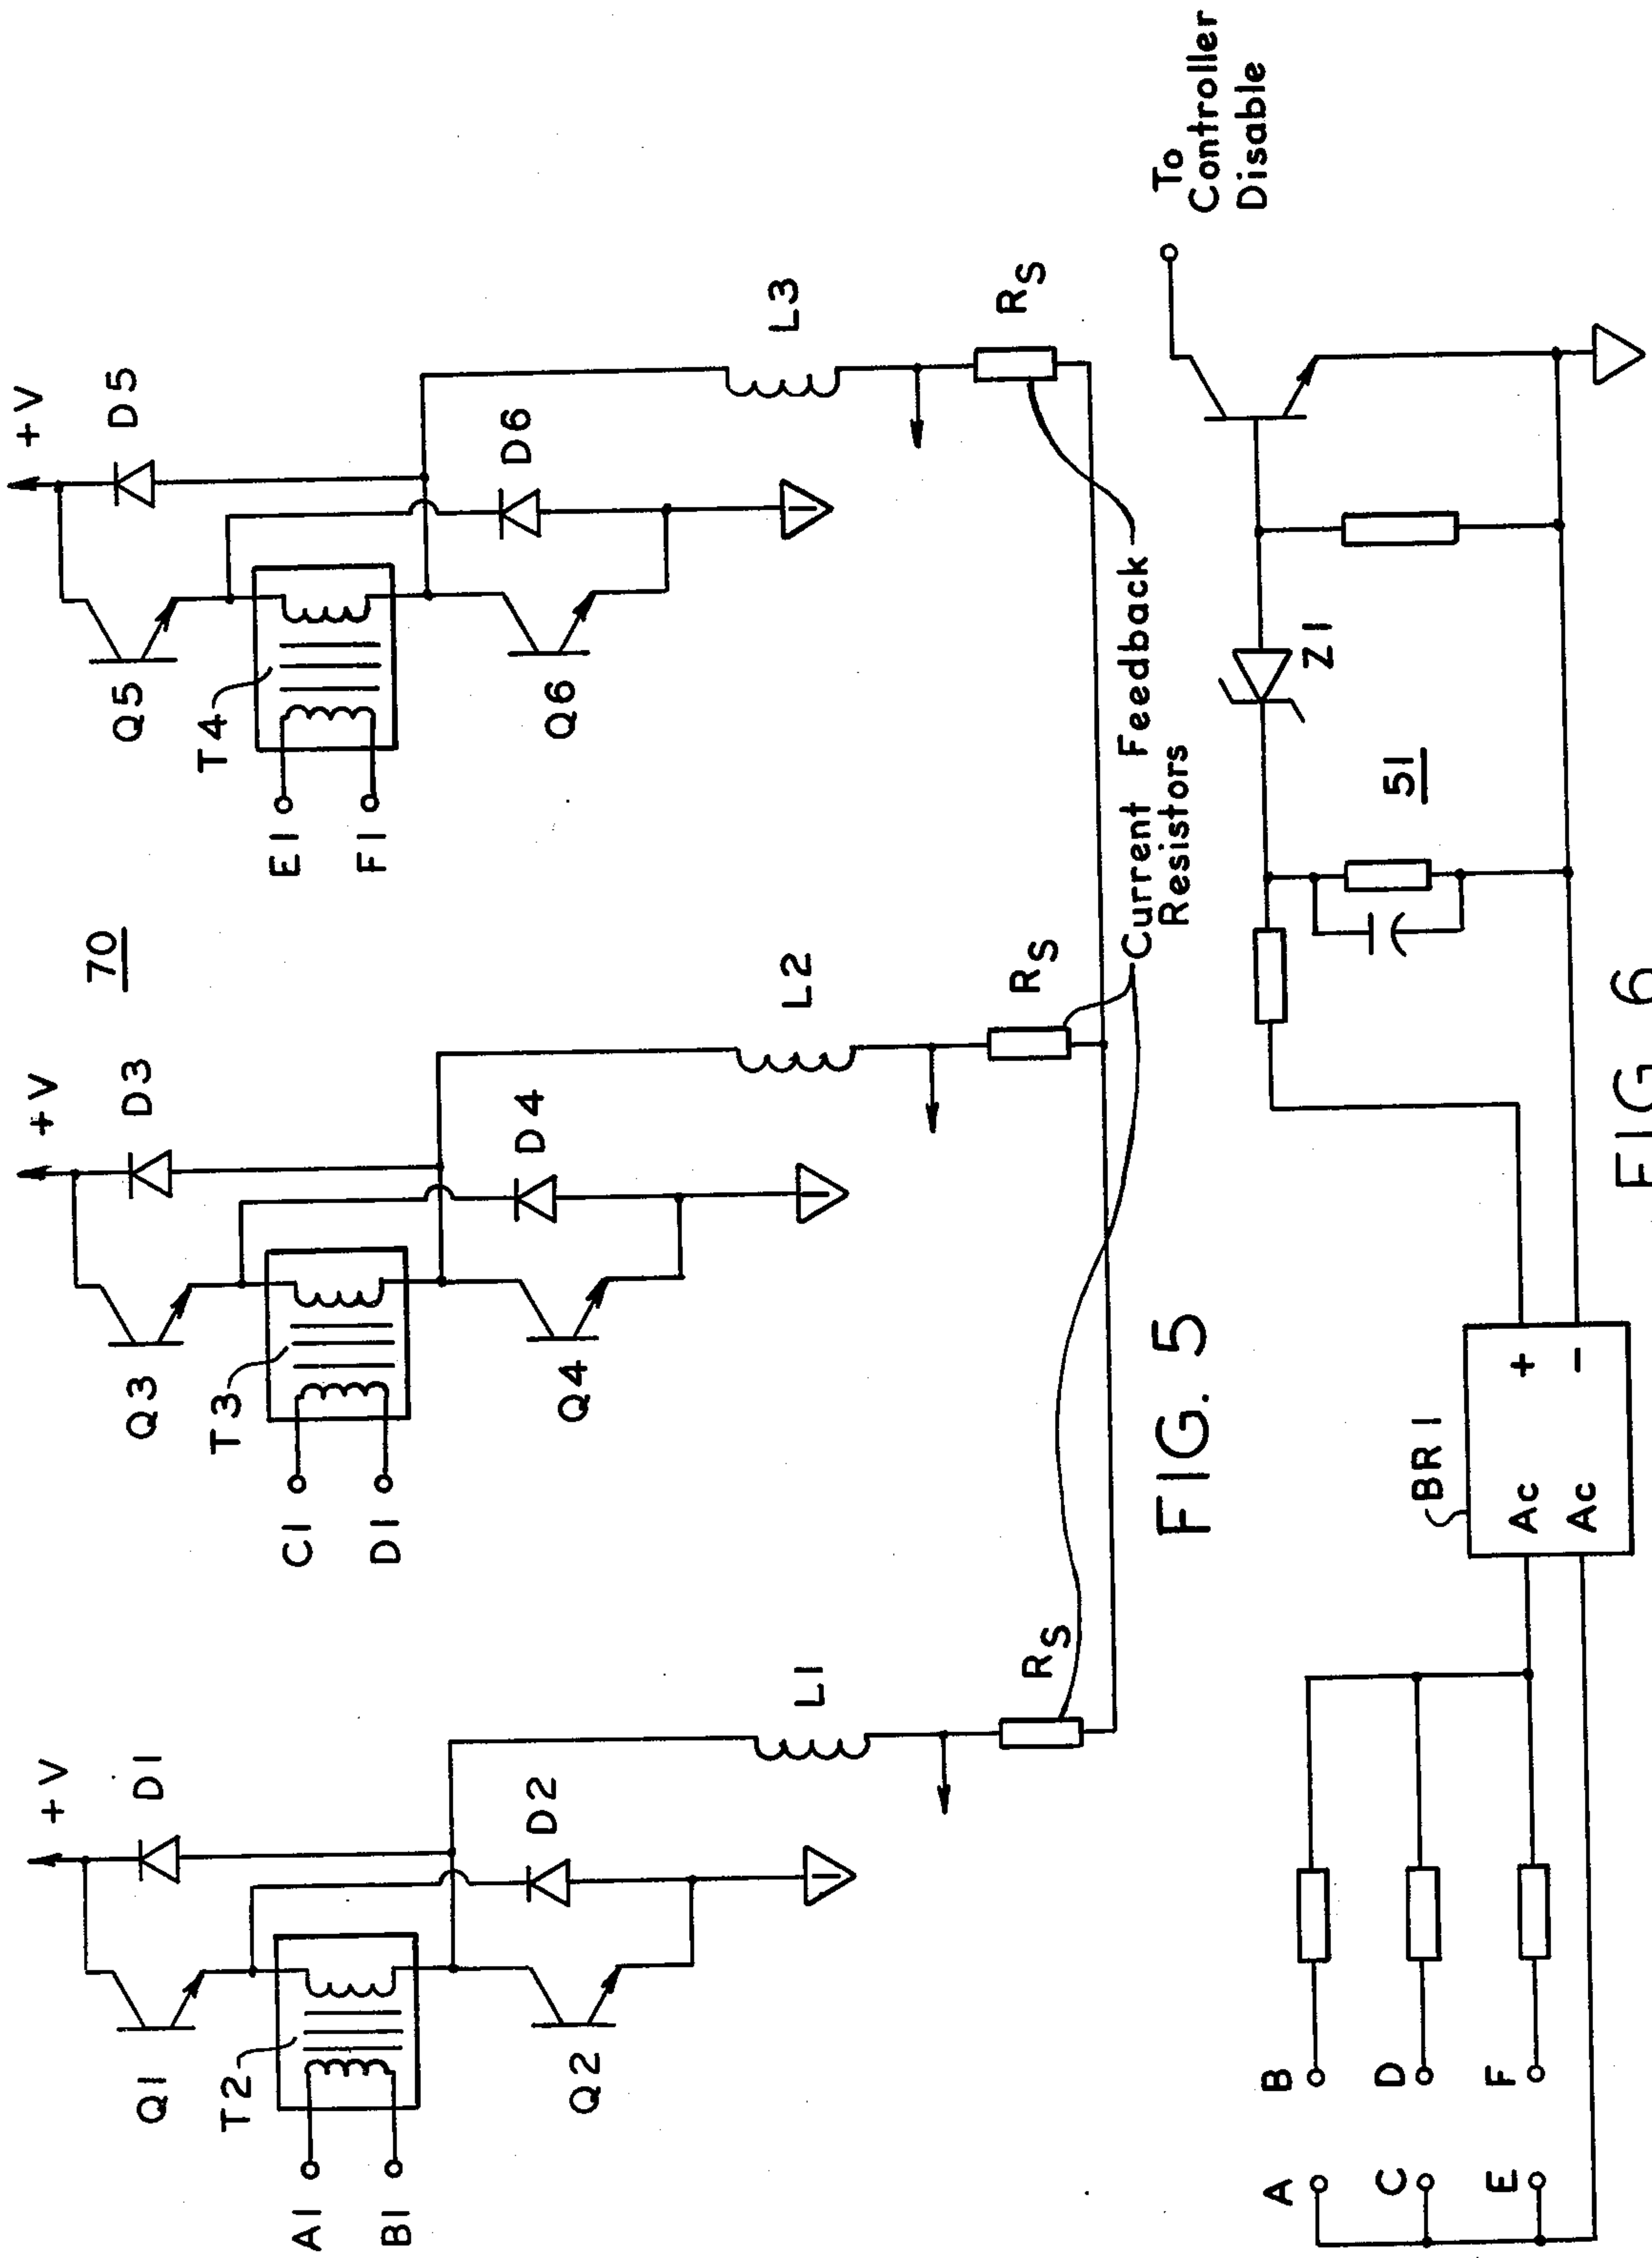 70
+V
+V
+V
D1
D3
D5
Q1
Q3
Q5
T2
T3
T4
A1
B1
C1
D1
E1
F1
D2
D4
D6
Q2
Q4
Q6
L1
L2
L3
RS
RS
RS
Current Feedback
Resistors
FIG. 5
To
Controller
Disable
A
B
C
D
E
F
BR1
Ac
Ac
+
-
Z1
51
FIG 6